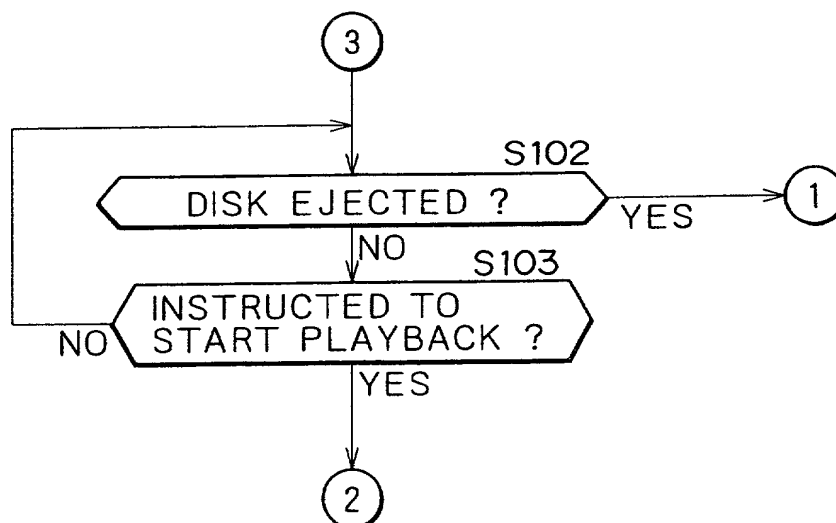 3
S102
DISK EJECTED ?
YES
1
NO
S103
INSTRUCTED TO
START PLAYBACK ?
NO
YES
2